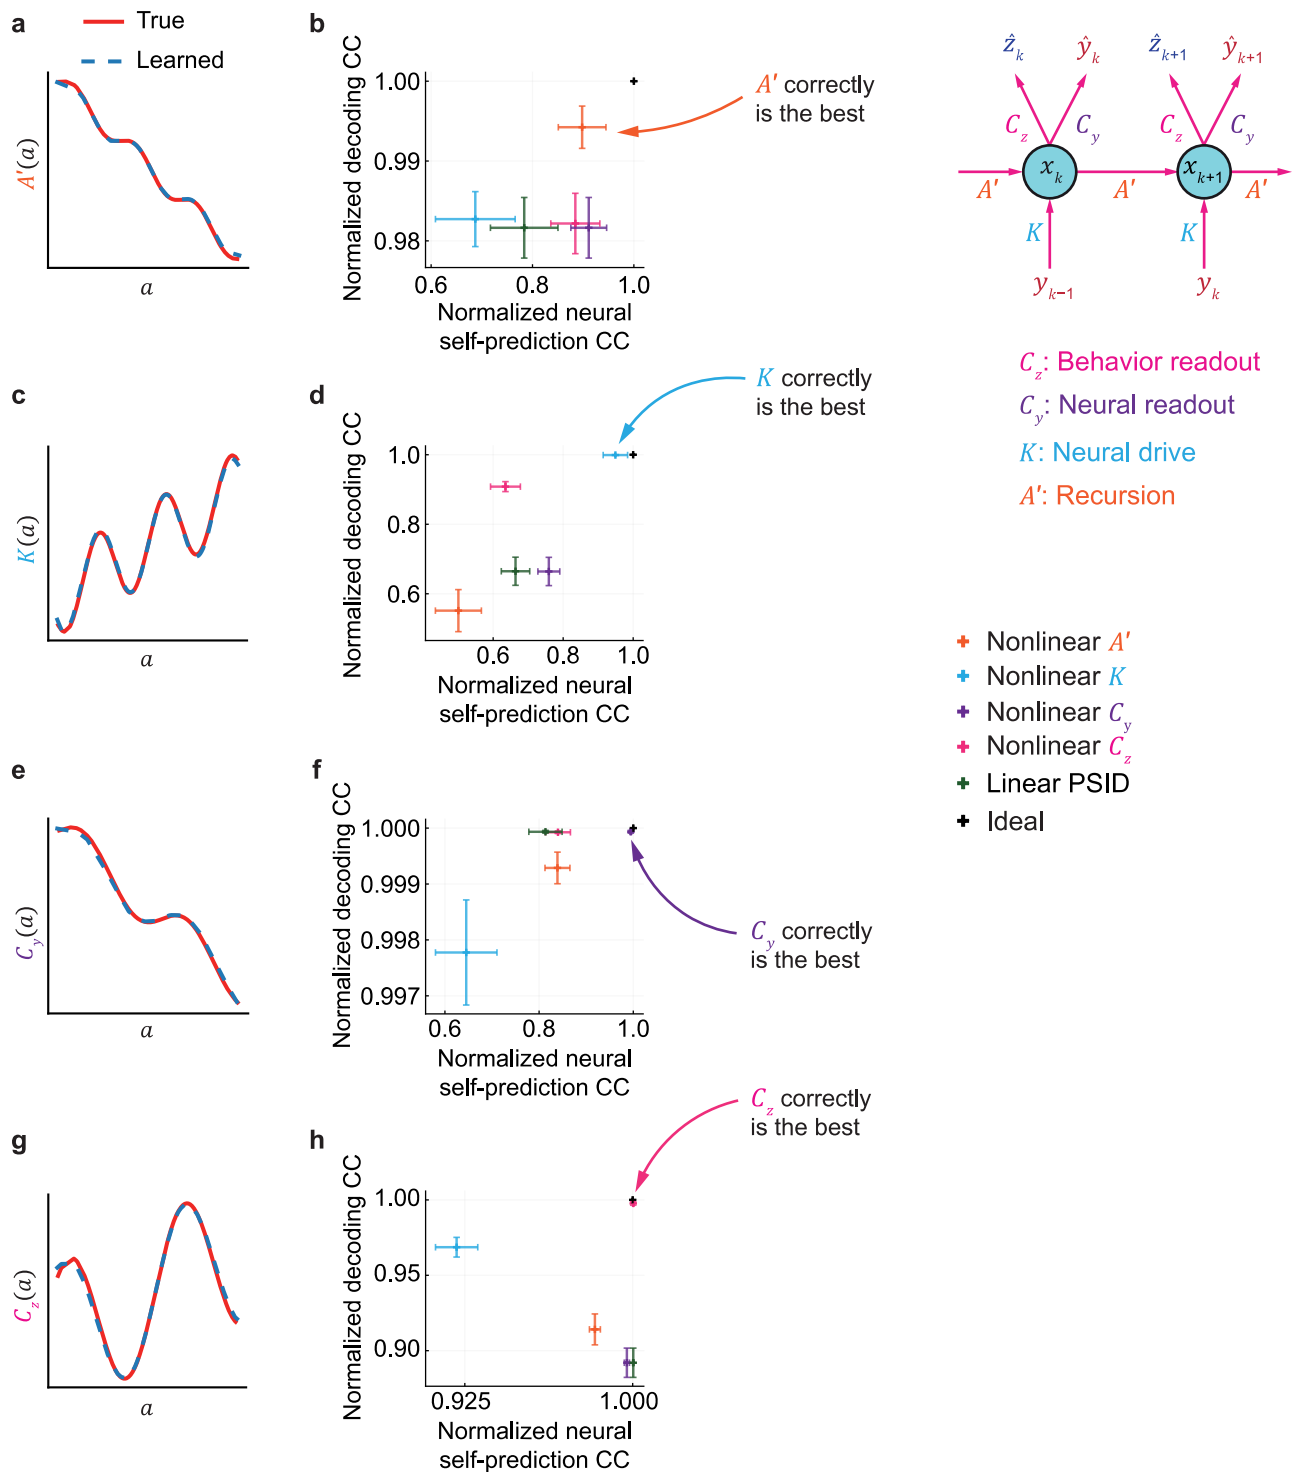 a
True
Learned
A′(a)
a
b
Normalized decoding CC
1.00
0.99
0.98
0.6
0.8
1.0
Normalized neural
self-prediction CC
A′ correctly
is the best
ẑk
ŷk
ẑk+1
ŷk+1
Cz
Cy
Cz
Cy
A′
xk
A′
xk+1
A′
K
K
yk−1
yk
Cz: Behavior readout
Cy: Neural readout
K: Neural drive
A′: Recursion
c
K(a)
a
d
Normalized decoding CC
1.0
0.8
0.6
0.6
0.8
1.0
Normalized neural
self-prediction CC
K correctly
is the best
Nonlinear A′
Nonlinear K
Nonlinear Cy
Nonlinear Cz
Linear PSID
Ideal
e
Cy(a)
a
f
Normalized decoding CC
1.000
0.999
0.998
0.997
0.6
0.8
1.0
Normalized neural
self-prediction CC
Cy correctly
is the best
g
Cz(a)
a
h
Normalized decoding CC
1.00
0.95
0.90
0.925
1.000
Normalized neural
self-prediction CC
Cz correctly
is the best